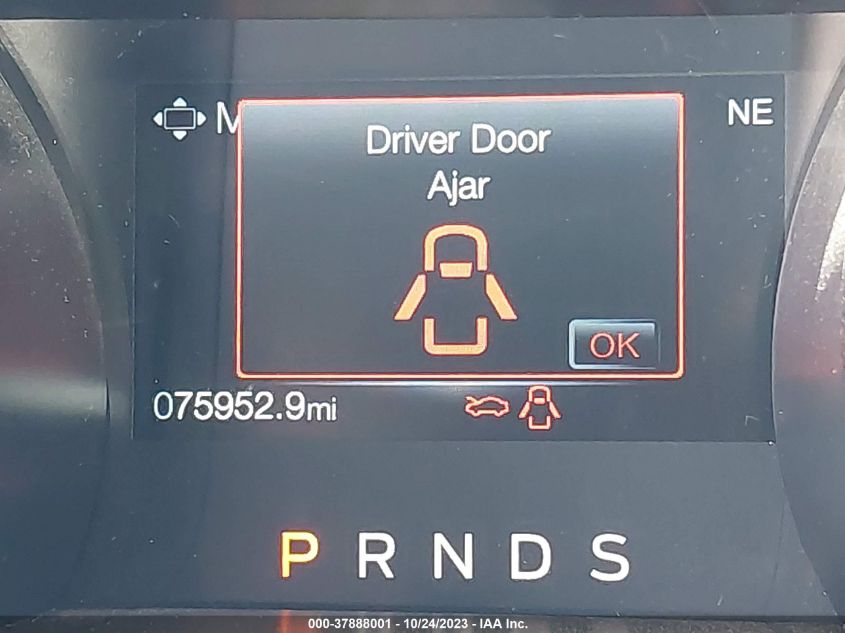 M
NE
Driver Door
Ajar
OK
075952.9mi
P R N D S
000-37888001 - 10/24/2023 - IAA Inc.